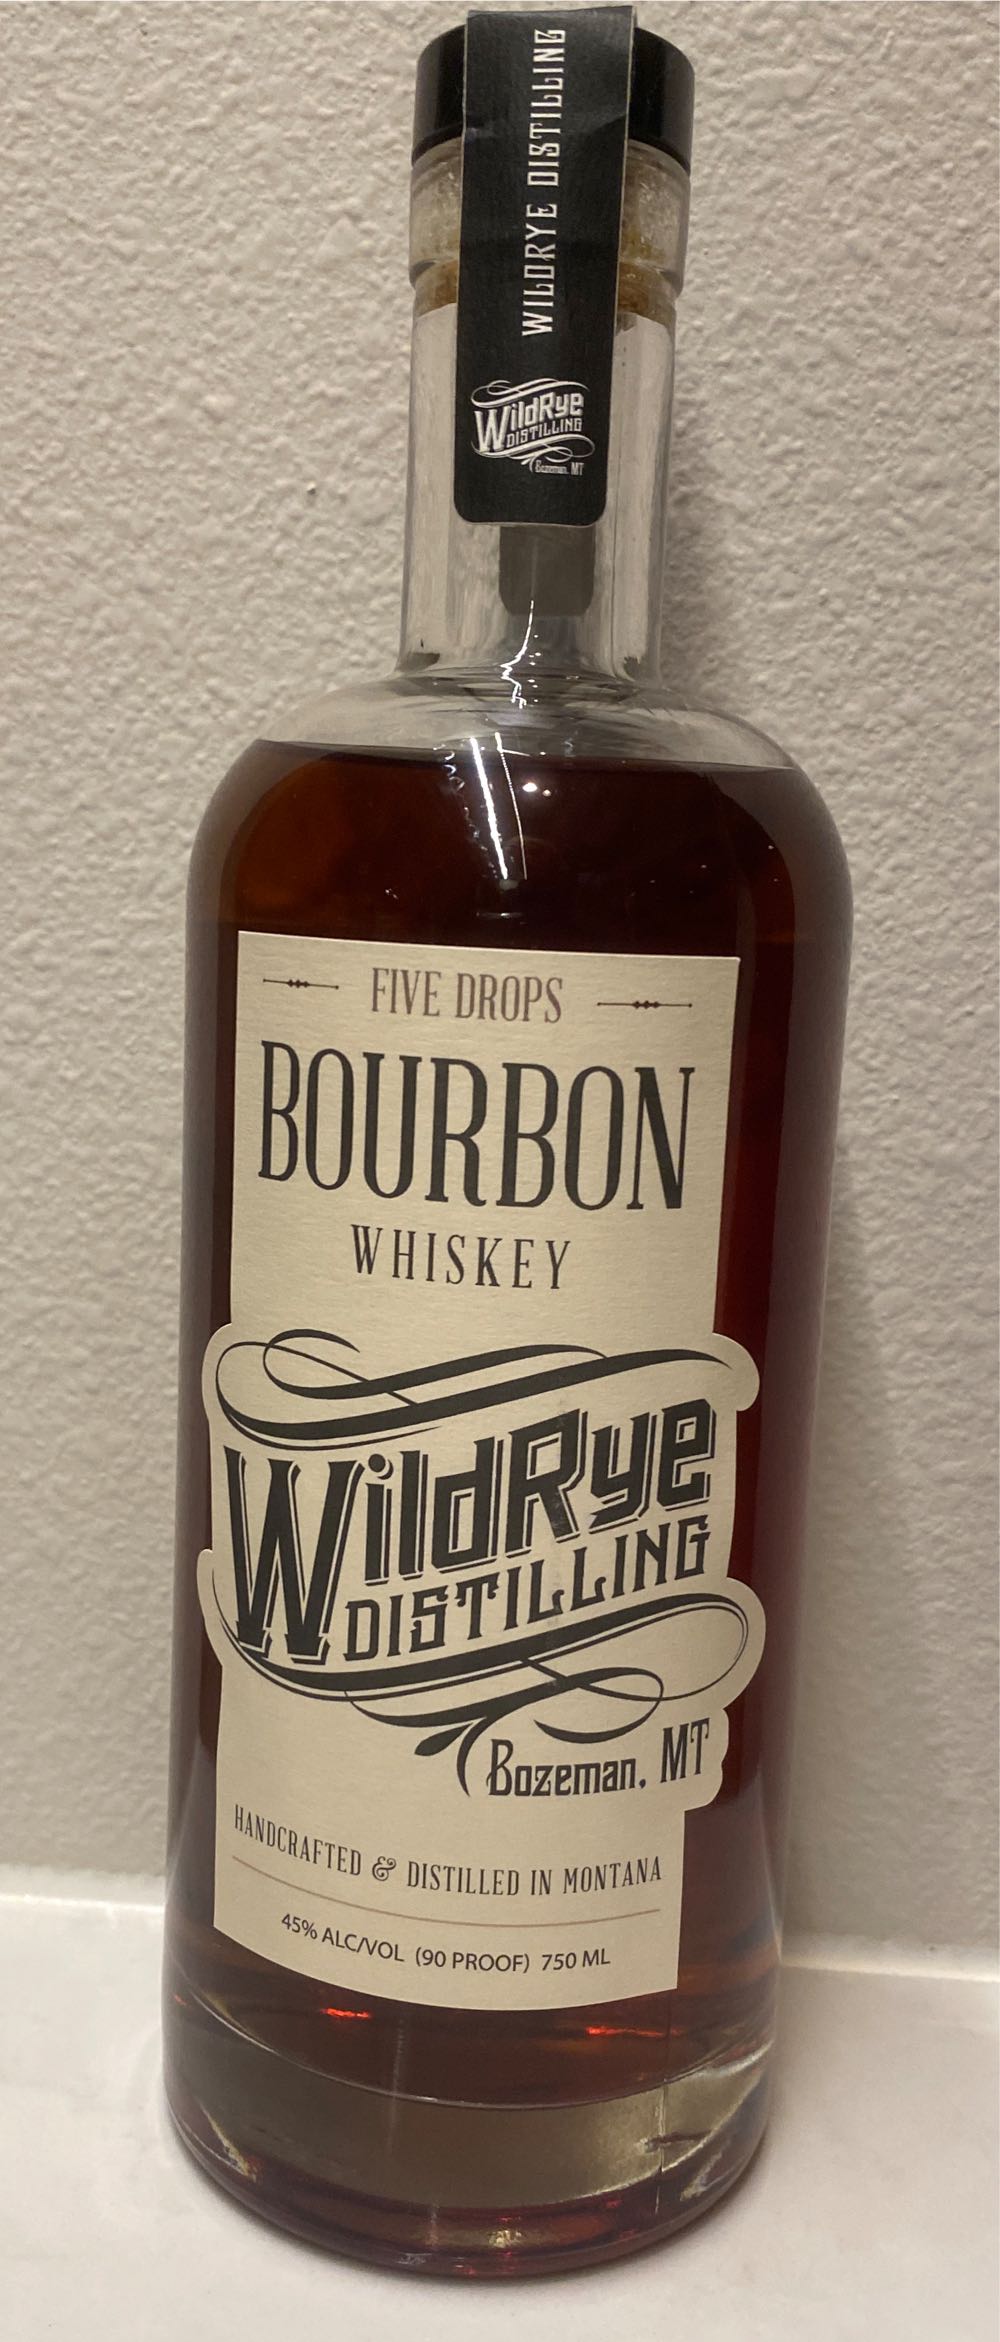 WILDRYE DISTILLING
WildRye
DISTILLING
Bozeman, MT
FIVE DROPS
BOURBON
WHISKEY
WildRye
DISTILLING
Bozeman, MT
HANDCRAFTED & DISTILLED IN MONTANA
45% ALC/VOL (90 PROOF) 750 ML